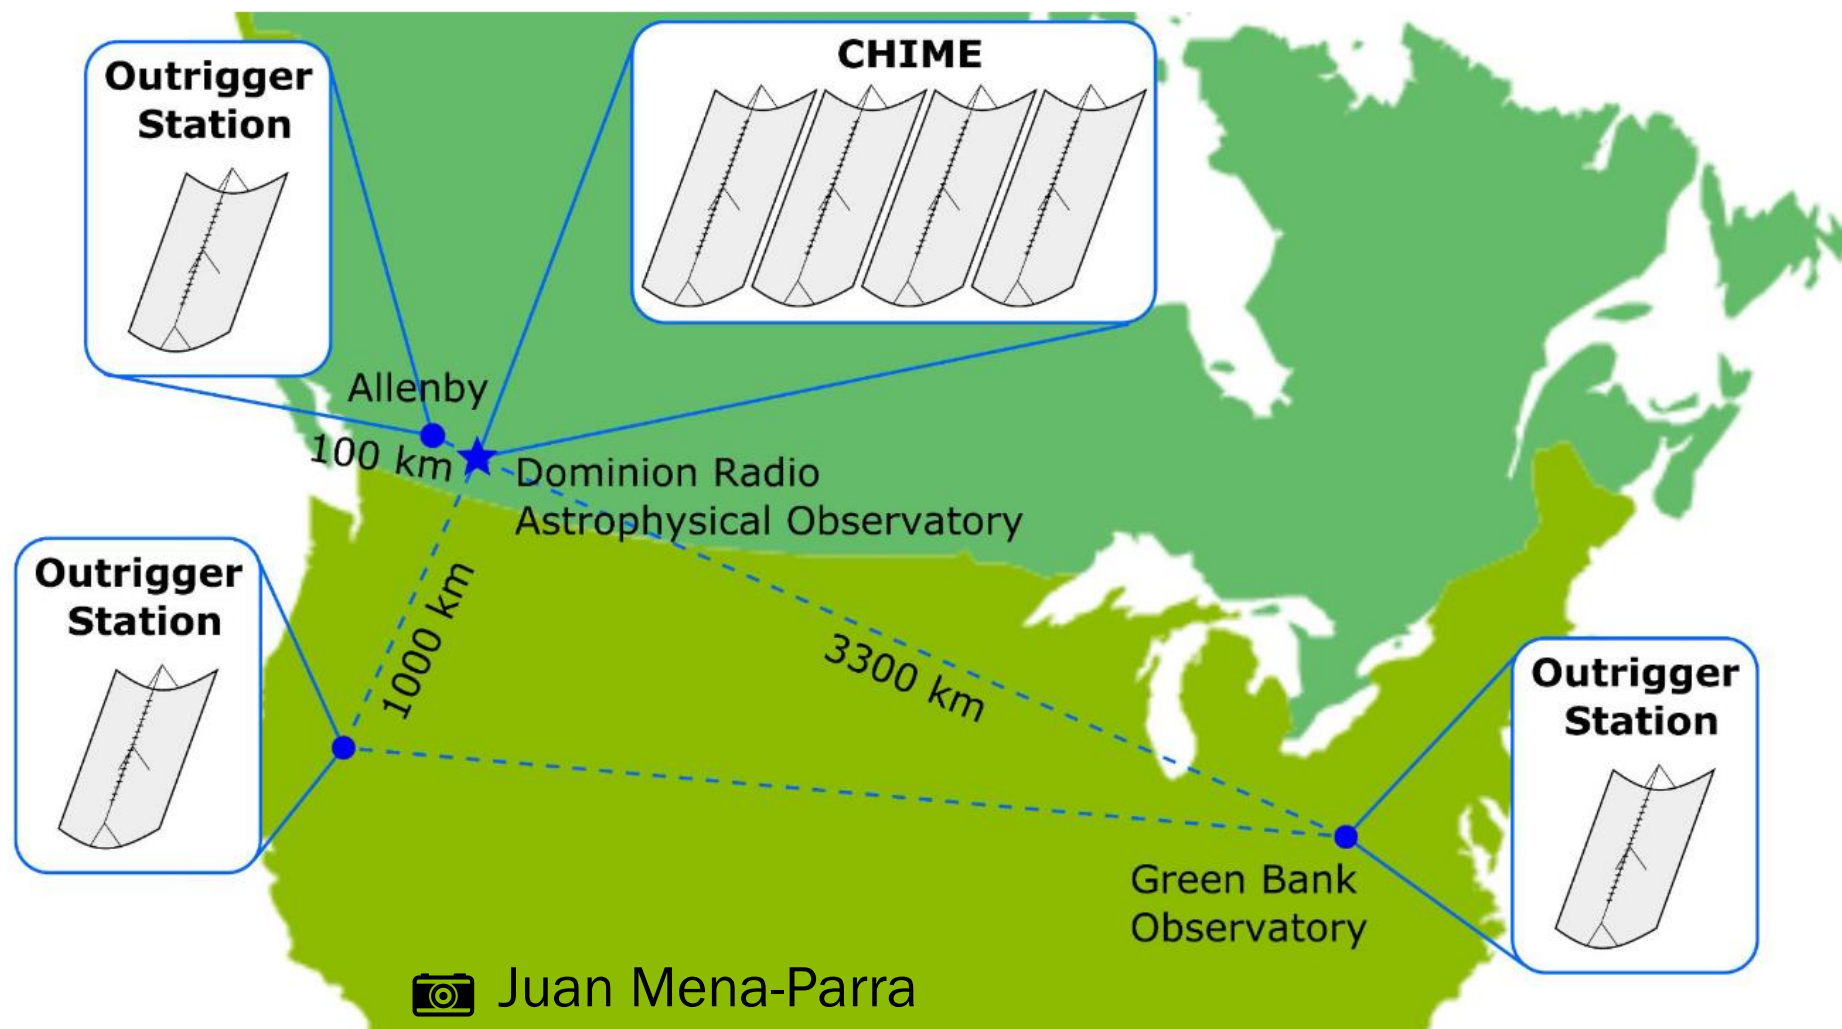 Outrigger
Station
CHIME
Allenby
100 km
Dominion Radio
Astrophysical Observatory
Outrigger
Station
1000 km
3300 km
Outrigger
Station
Green Bank
Observatory
Juan Mena-Parra